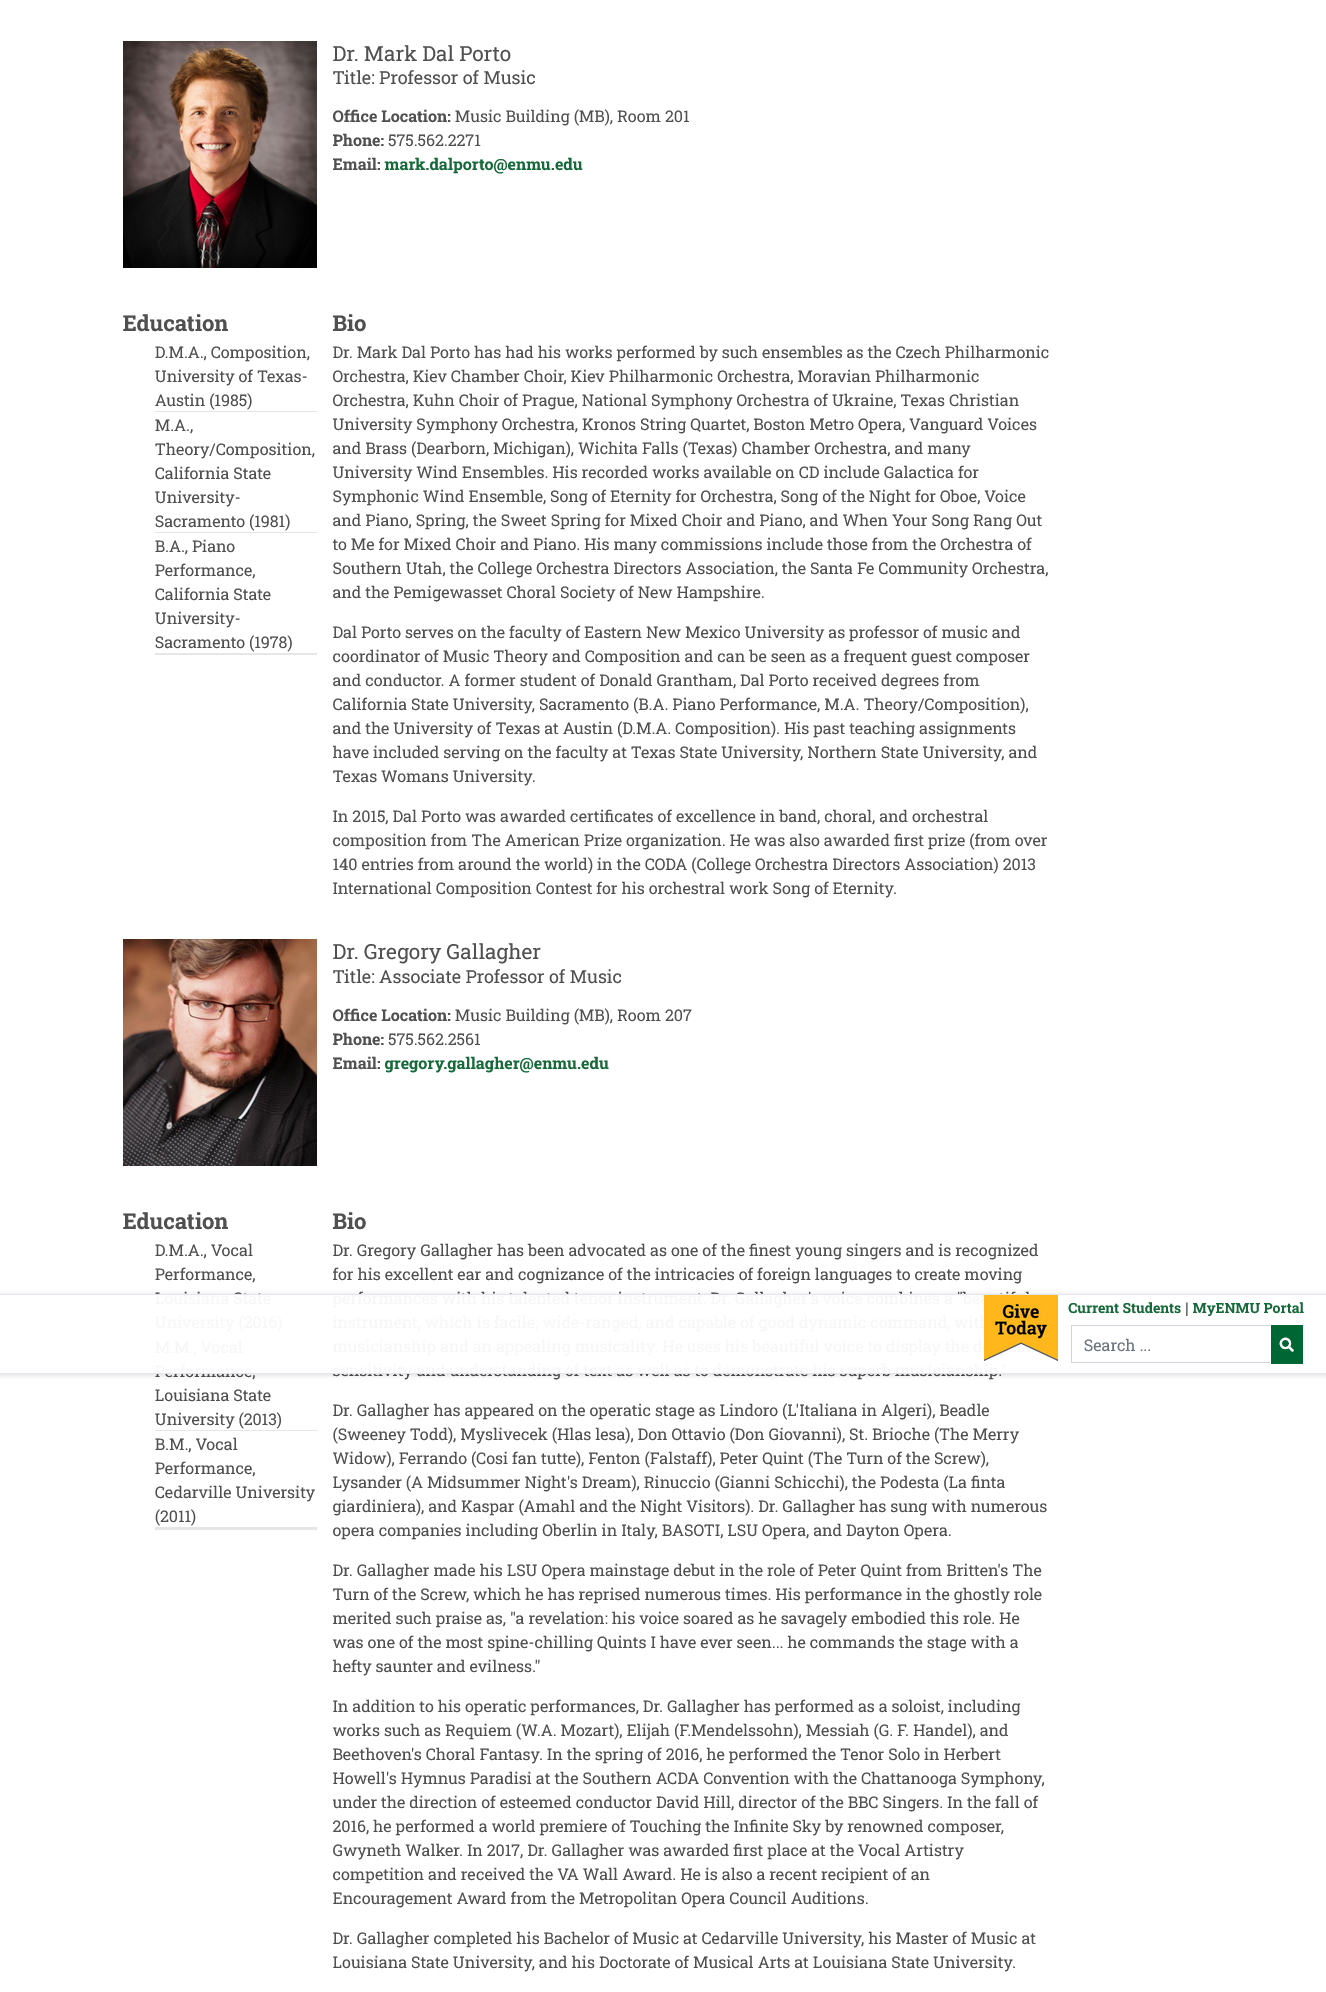 Dr. Mark Dal Porto
Title: Professor of Music
Office Location: Music Building (MB), Room 201
Phone: 575.562.2271
Email: mark.dalporto@enmu.edu
Education
D.M.A., Composition,
University of Texas-
Austin (1985)
M.A.,
Theory/Composition,
California State
University-
Sacramento (1981)
B.A., Piano
Performance,
California State
University-
Sacramento (1978)
Bio
Dr. Mark Dal Porto has had his works performed by such ensembles as the Czech Philharmonic
Orchestra, Kiev Chamber Choir, Kiev Philharmonic Orchestra, Moravian Philharmonic
Orchestra, Kuhn Choir of Prague, National Symphony Orchestra of Ukraine, Texas Christian
University Symphony Orchestra, Kronos String Quartet, Boston Metro Opera, Vanguard Voices
and Brass (Dearborn, Michigan), Wichita Falls (Texas) Chamber Orchestra, and many
University Wind Ensembles. His recorded works available on CD include Galactica for
Symphonic Wind Ensemble, Song of Eternity for Orchestra, Song of the Night for Oboe, Voice
and Piano, Spring, the Sweet Spring for Mixed Choir and Piano, and When Your Song Rang Out
to Me for Mixed Choir and Piano. His many commissions include those from the Orchestra of
Southern Utah, the College Orchestra Directors Association, the Santa Fe Community Orchestra,
and the Pemigewasset Choral Society of New Hampshire.
Dal Porto serves on the faculty of Eastern New Mexico University as professor of music and
coordinator of Music Theory and Composition and can be seen as a frequent guest composer
and conductor. A former student of Donald Grantham, Dal Porto received degrees from
California State University, Sacramento (B.A. Piano Performance, M.A. Theory/Composition),
and the University of Texas at Austin (D.M.A. Composition). His past teaching assignments
have included serving on the faculty at Texas State University, Northern State University, and
Texas Womans University.
In 2015, Dal Porto was awarded certificates of excellence in band, choral, and orchestral
composition from The American Prize organization. He was also awarded first prize (from over
140 entries from around the world) in the CODA (College Orchestra Directors Association) 2013
International Composition Contest for his orchestral work Song of Eternity.
Dr. Gregory Gallagher
Title: Associate Professor of Music
Office Location: Music Building (MB), Room 207
Phone: 575.562.2561
Email: gregory.gallagher@enmu.edu
Education
D.M.A., Vocal
Performance,
Louisiana State
University (2016)
M.M., Vocal
Performance,
Louisiana State
University (2013)
B.M., Vocal
Performance,
Cedarville University
(2011)
Bio
Dr. Gregory Gallagher has been advocated as one of the finest young singers and is recognized
for his excellent ear and cognizance of the intricacies of foreign languages to create moving
performances with his talented tenor instrument. Dr. Gallagher's voice combines a "beautiful
instrument, which is facile, wide-ranged, and capable of good dynamic command, wit
musicianship and an appealing musicality. He uses his beautiful voice to display the d
sensitivity and understanding of text as well as to demonstrate his superb musicianship."
Give
Today
Current Students | MyENMU Portal
Search ...
Dr. Gallagher has appeared on the operatic stage as Lindoro (L'Italiana in Algeri), Beadle
(Sweeney Todd), Myslivecek (Hlas lesa), Don Ottavio (Don Giovanni), St. Brioche (The Merry
Widow), Ferrando (Cosi fan tutte), Fenton (Falstaff), Peter Quint (The Turn of the Screw),
Lysander (A Midsummer Night's Dream), Rinuccio (Gianni Schicchi), the Podesta (La finta
giardiniera), and Kaspar (Amahl and the Night Visitors). Dr. Gallagher has sung with numerous
opera companies including Oberlin in Italy, BASOTI, LSU Opera, and Dayton Opera.
Dr. Gallagher made his LSU Opera mainstage debut in the role of Peter Quint from Britten's The
Turn of the Screw, which he has reprised numerous times. His performance in the ghostly role
merited such praise as, "a revelation: his voice soared as he savagely embodied this role. He
was one of the most spine-chilling Quints I have ever seen... he commands the stage with a
hefty saunter and evilness."
In addition to his operatic performances, Dr. Gallagher has performed as a soloist, including
works such as Requiem (W.A. Mozart), Elijah (F.Mendelssohn), Messiah (G. F. Handel), and
Beethoven's Choral Fantasy. In the spring of 2016, he performed the Tenor Solo in Herbert
Howell's Hymnus Paradisi at the Southern ACDA Convention with the Chattanooga Symphony,
under the direction of esteemed conductor David Hill, director of the BBC Singers. In the fall of
2016, he performed a world premiere of Touching the Infinite Sky by renowned composer,
Gwyneth Walker. In 2017, Dr. Gallagher was awarded first place at the Vocal Artistry
competition and received the VA Wall Award. He is also a recent recipient of an
Encouragement Award from the Metropolitan Opera Council Auditions.
Dr. Gallagher completed his Bachelor of Music at Cedarville University, his Master of Music at
Louisiana State University, and his Doctorate of Musical Arts at Louisiana State University.